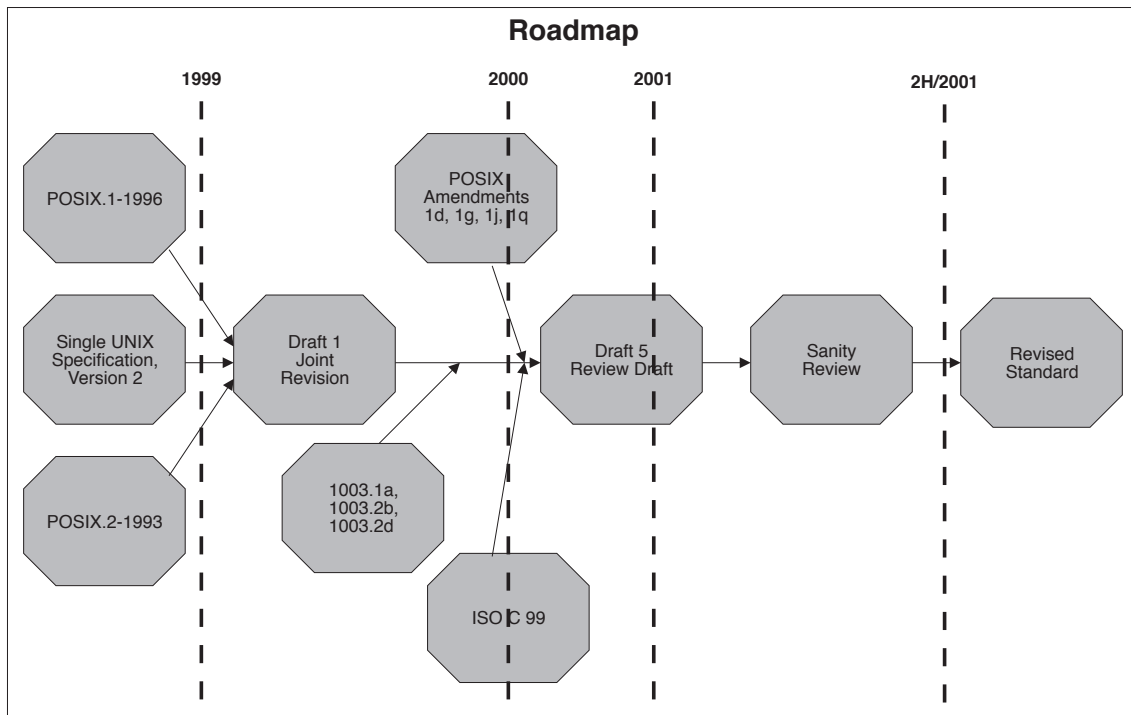 Roadmap
1999
2000
2001
2H/2001
POSIX.1-1996
POSIX
Amendments
1d, 1g, 1j, 1q
Single UNIX
Specification,
Version 2
Draft 1
Joint
Revision
Draft 5
Review Draft
Sanity
Review
Revised
Standard
POSIX.2-1993
1003.1a,
1003.2b,
1003.2d
ISO C 99